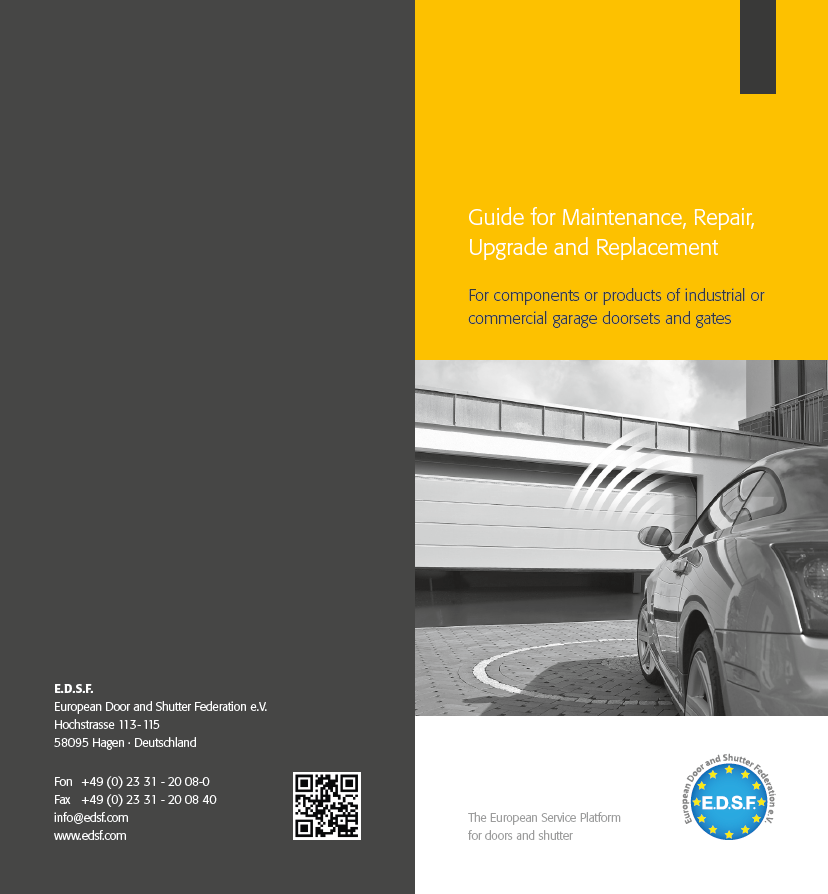 Guide for Maintenance, Repair,
Upgrade and Replacement
For components or products of industrial or
commercial garage doorsets and gates
E.D.S.F.
European Door and Shutter Federation e.V.
Hochstrasse 113-115
58095 Hagen · Deutschland
Fon +49 (0) 23 31 - 20 08-0
Fax +49 (0) 23 31 - 20 08 40
info@edsf.com
www.edsf.com
The European Service Platform
for doors and shutter
European Door and Shutter Federation e.V.
E.D.S.F.